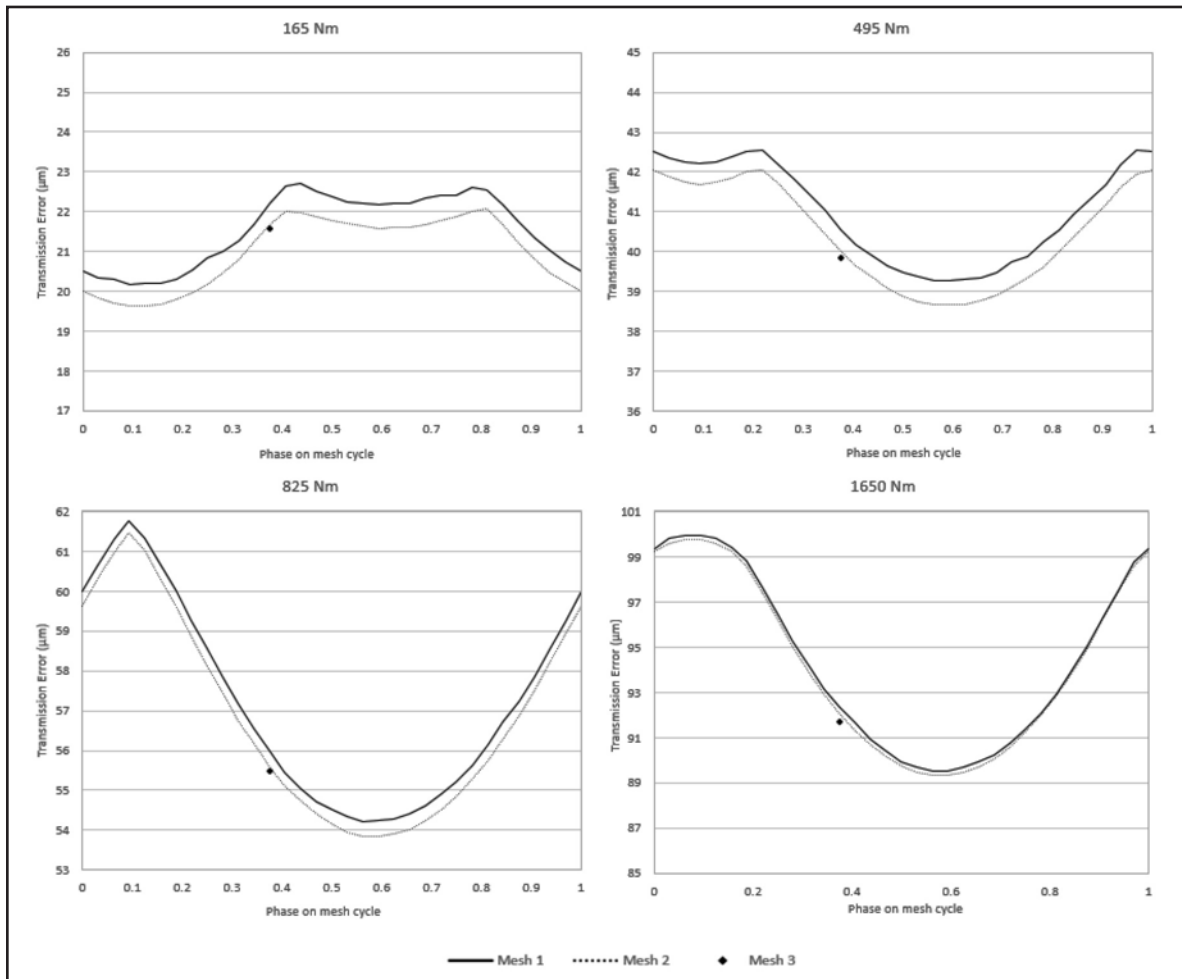 165 Nm
26
25
24
23
22
21
20
19
18
17
0 0.1 0.2 0.3 0.4 0.5 0.6 0.7 0.8 0.9 1
Transmission Error (µm)
Phase on mesh cycle
495 Nm
45
44
43
42
41
40
39
38
37
36
0 0.1 0.2 0.3 0.4 0.5 0.6 0.7 0.8 0.9 1
Transmission Error (µm)
Phase on mesh cycle
825 Nm
62
61
60
59
58
57
56
55
54
53
0 0.1 0.2 0.3 0.4 0.5 0.6 0.7 0.8 0.9 1
Transmission Error (µm)
Phase on mesh cycle
1650 Nm
101
99
97
95
93
91
89
87
85
0 0.2 0.4 0.6 0.8 1
Transmission Error (µm)
Phase on mesh cycle
Mesh 1 Mesh 2 Mesh 3